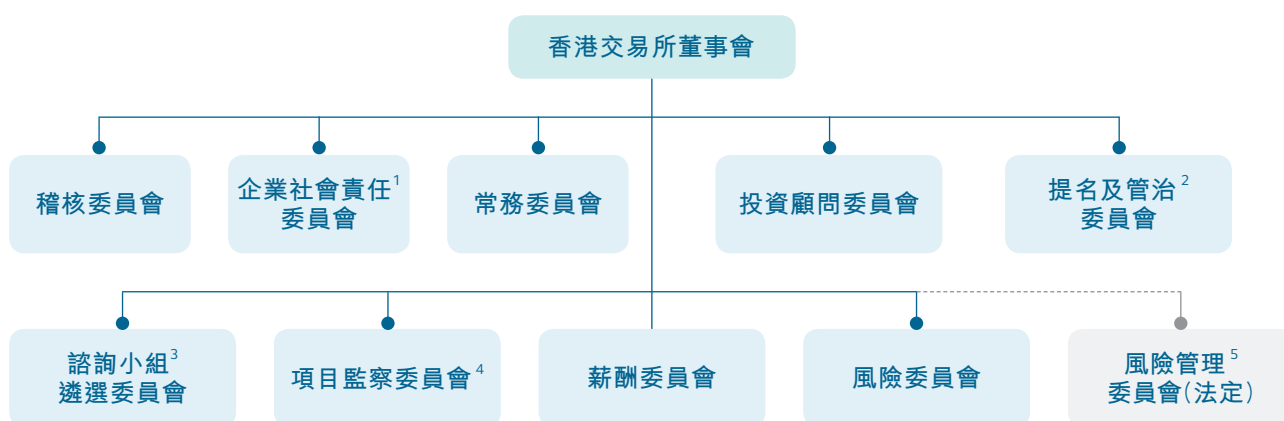 香港交易所董事會
稽核委員會
企業社會責任1
委員會
常務委員會
投資顧問委員會
提名及管治2
委員會
諮詢小組3
遴選委員會
項目監察委員會4
薪酬委員會
風險委員會
風險管理5
委員會(法定)